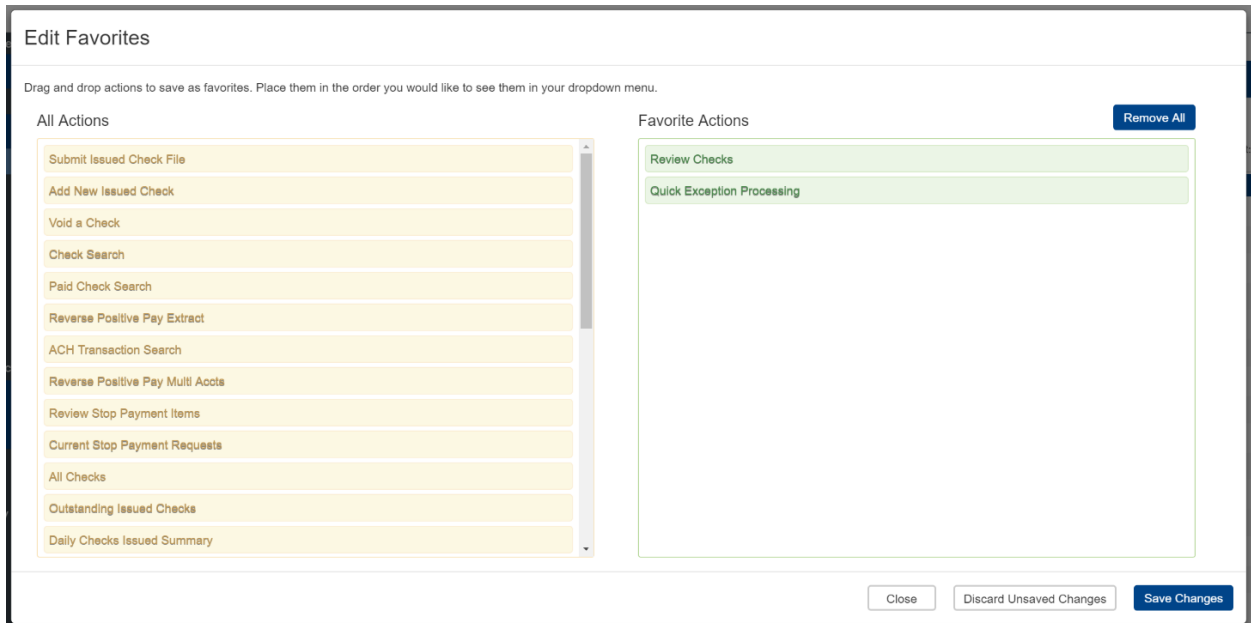 Edit Favorites
Drag and drop actions to save as favorites. Place them in the order you would like to see them in your dropdown menu.
All Actions
Submit Issued Check File
Add New Issued Check
Void a Check
Check Search
Paid Check Search
Reverse Positive Pay Extract
ACH Transaction Search
Reverse Positive Pay Multi Accts
Review Stop Payment Items
Current Stop Payment Requests
All Checks
Outstanding Issued Checks
Daily Checks Issued Summary
Favorite Actions
Remove All
Review Checks
Quick Exception Processing
Close
Discard Unsaved Changes
Save Changes